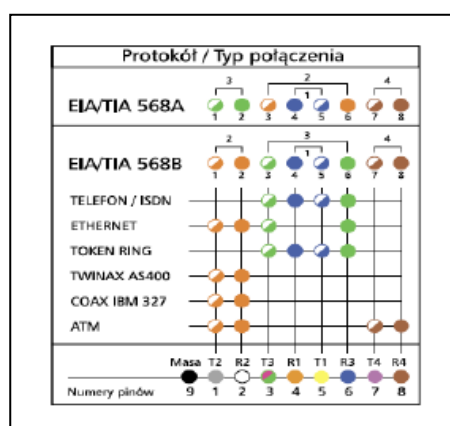 Protokół / Typ połączenia
3 2 4
1
EIA/TIA 568A
1 2 3 4 5 6 7 8
2 3 4
1
EIA/TIA 568B
1 2 3 4 5 6 7 8
TELEFON / ISDN
ETHERNET
TOKEN RING
TWINAX AS400
COAX IBM 327
ATM
Masa T2 R2 T3 R1 T1 R3 T4 R4
Numery pinów 9 1 2 3 4 5 6 7 8